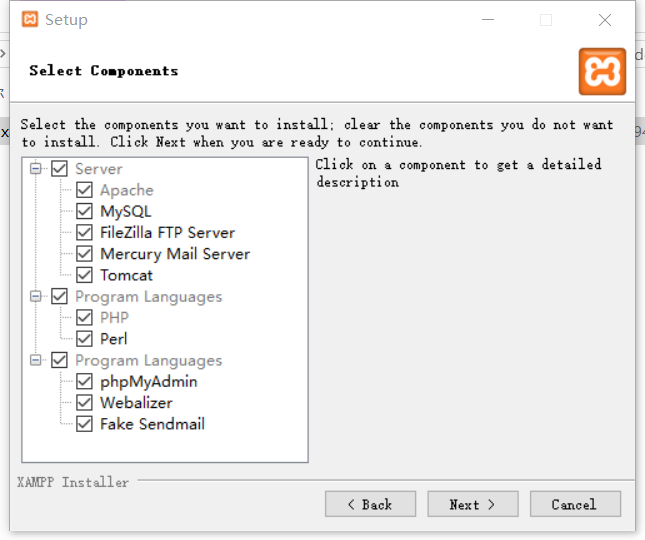 Setup
Select Components
Select the components you want to install; clear the components you do not want
to install. Click Next when you are ready to continue.
Server
Apache
MySQL
FileZilla FTP Server
Mercury Mail Server
Tomcat
Program Languages
PHP
Perl
Program Languages
phpMyAdmin
Webalizer
Fake Sendmail
Click on a component to get a detailed
description
XAMPP Installer
< Back
Next >
Cancel